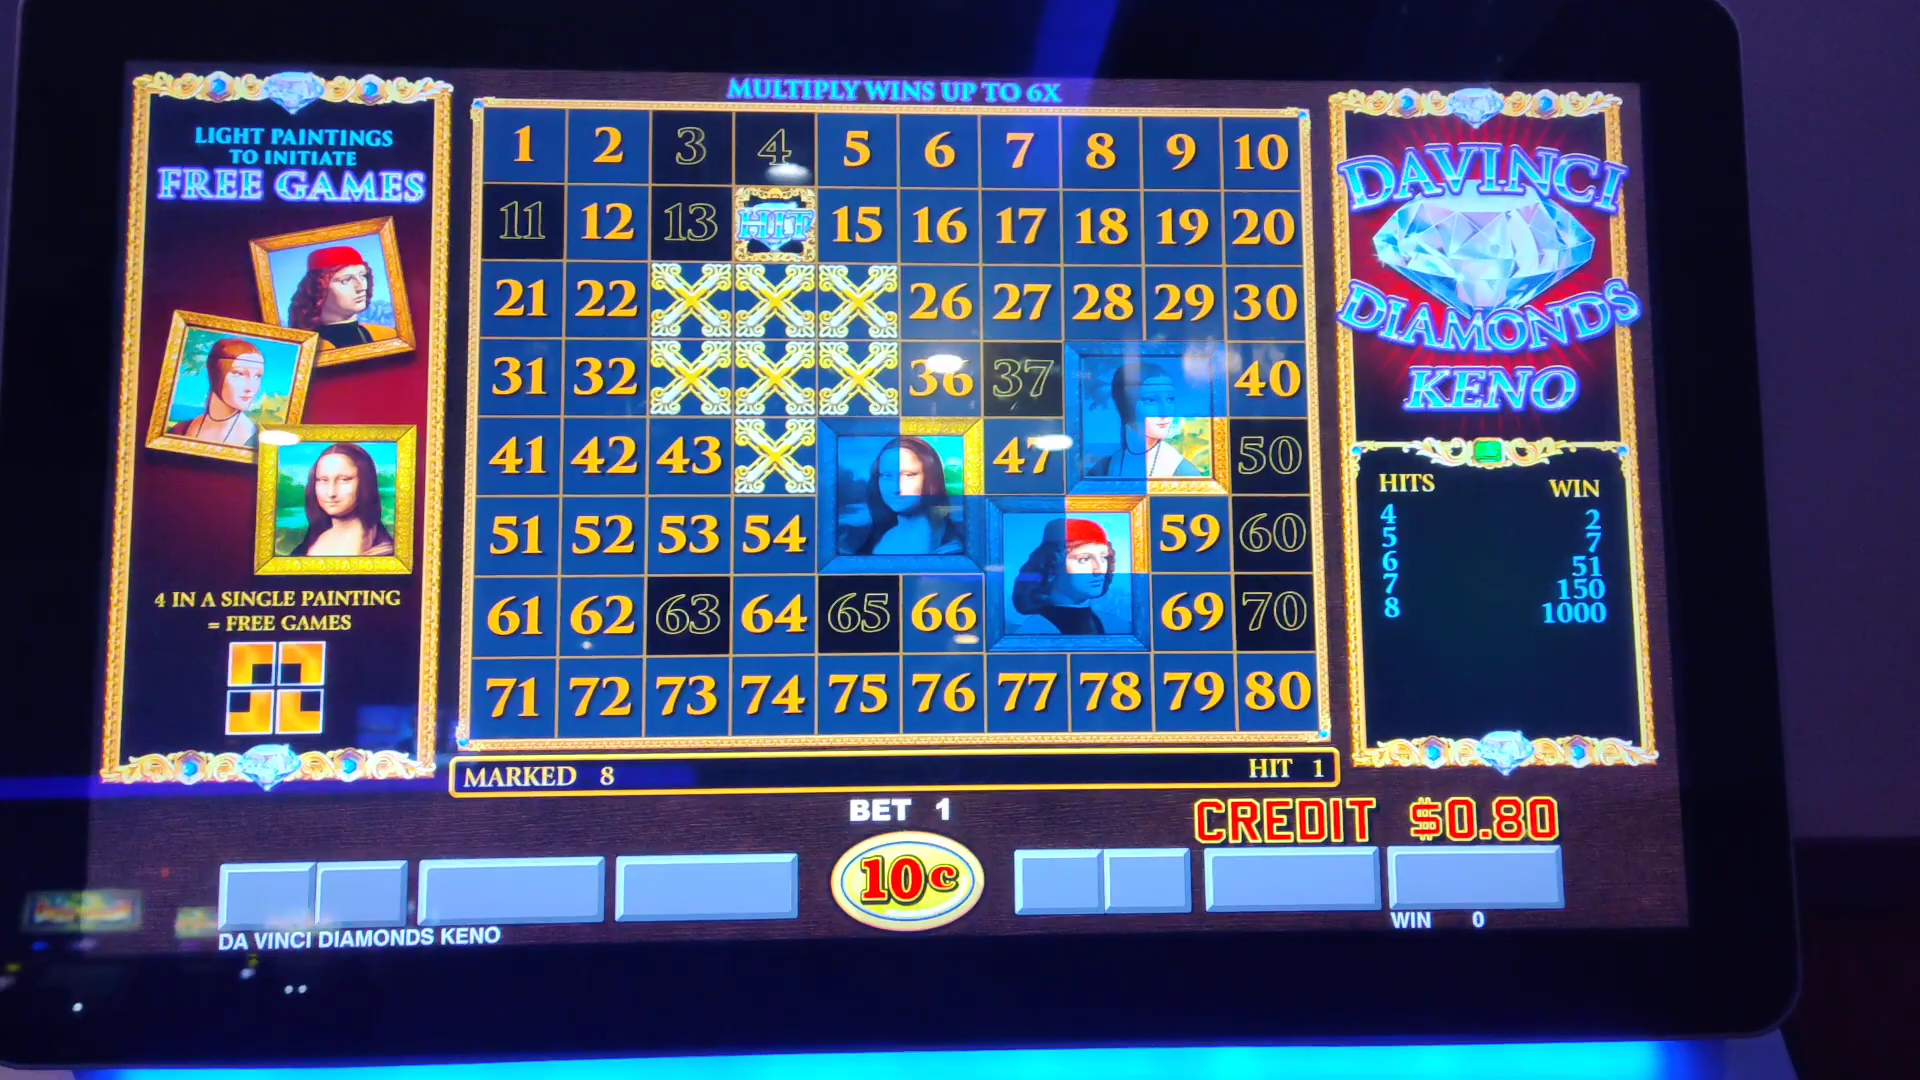 MULTIPLY WINS UP TO 6X
LIGHT PAINTINGS
TO INITIATE
FREE GAMES
4 IN A SINGLE PAINTING
= FREE GAMES
1 2 3 4 5 6 7 8 9 10
11 12 13 HIT 15 16 17 18 19 20
21 22 26 27 28 29 30
31 32 36 37 40
41 42 43 47 50
51 52 53 54 59 60
61 62 63 64 65 66 69 70
71 72 73 74 75 76 77 78 79 80
MARKED 8
HIT 1
DAVINCI
DIAMONDS
KENO
HITS WIN
4 2
5 7
6 51
7 150
8 1000
BET 1
CREDIT $0.80
10¢
WIN 0
DA VINCI DIAMONDS KENO